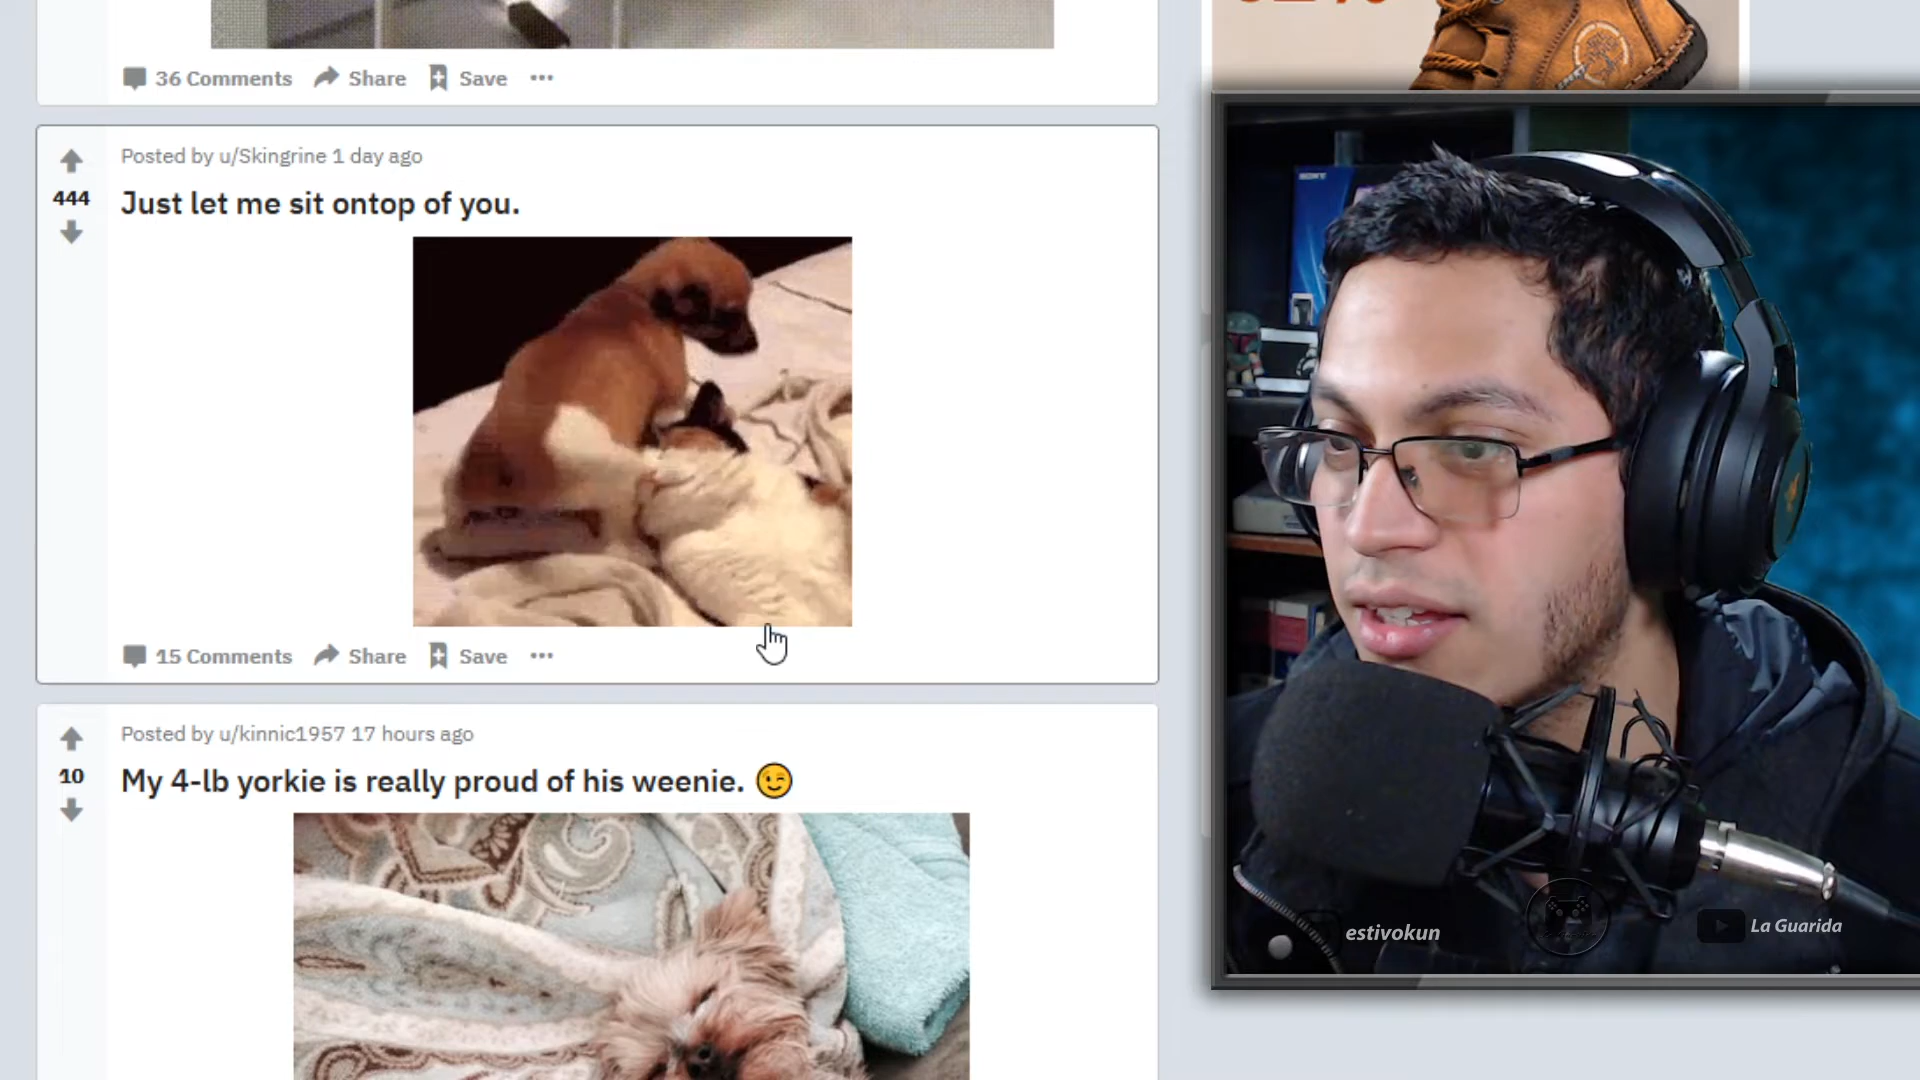 36 Comments Share Save
Posted by u/Skingrine 1 day ago
444
Just let me sit ontop of you.
15 Comments Share Save
Posted by u/kinnic1957 17 hours ago
10
My 4-lb yorkie is really proud of his weenie. 😉
SONY
estivokun
La Guarida